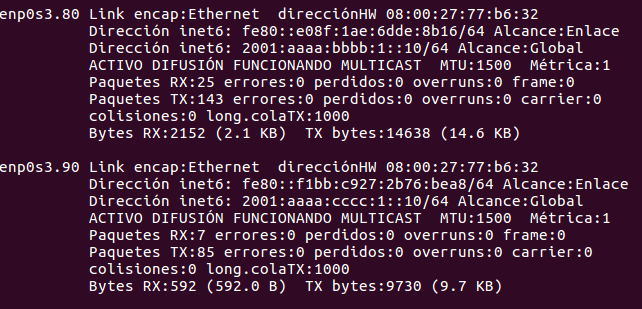 enp0s3.80 Link encap:Ethernet direcciónHW 08:00:27:77:b6:32
Dirección inet6: fe80::e08f:1ae:6dde:8b16/64 Alcance:Enlace
Dirección inet6: 2001:aaaa:bbbb:1::10/64 Alcance:Global
ACTIVO DIFUSIÓN FUNCIONANDO MULTICAST MTU:1500 Métrica:1
Paquetes RX:25 errores:0 perdidos:0 overruns:0 frame:0
Paquetes TX:143 errores:0 perdidos:0 overruns:0 carrier:0
colisiones:0 long.colaTX:1000
Bytes RX:2152 (2.1 KB) TX bytes:14638 (14.6 KB)
enp0s3.90 Link encap:Ethernet direcciónHW 08:00:27:77:b6:32
Dirección inet6: fe80::f1bb:c927:2b76:bea8/64 Alcance:Enlace
Dirección inet6: 2001:aaaa:cccc:1::10/64 Alcance:Global
ACTIVO DIFUSIÓN FUNCIONANDO MULTICAST MTU:1500 Métrica:1
Paquetes RX:7 errores:0 perdidos:0 overruns:0 frame:0
Paquetes TX:85 errores:0 perdidos:0 overruns:0 carrier:0
colisiones:0 long.colaTX:1000
Bytes RX:592 (592.0 B) TX bytes:9730 (9.7 KB)